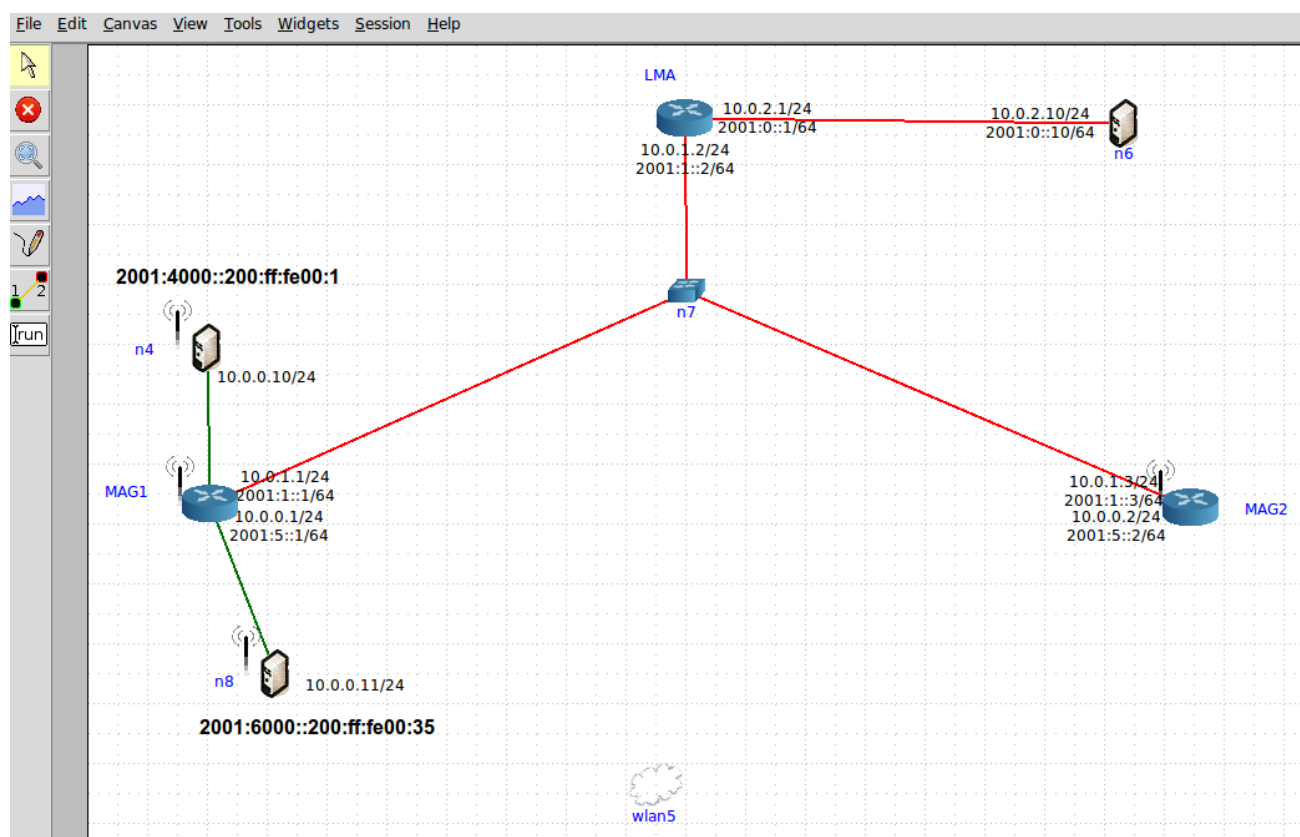 File Edit Canvas View Tools Widgets Session Help
LMA
10.0.2.1/24
2001:0::1/64
10.0.2.10/24
2001:0::10/64
n6
10.0.1.2/24
2001:1::2/64
2001:4000::200:ff:fe00:1
1 2
n7
run
n4
10.0.0.10/24
MAG1
10.0.1.1/24
2001:1::1/64
10.0.0.1/24
2001:5::1/64
10.0.1.3/24
2001:1::3/64
10.0.0.2/24
2001:5::2/64
MAG2
n8
10.0.0.11/24
2001:6000::200:ff:fe00:35
wlan5